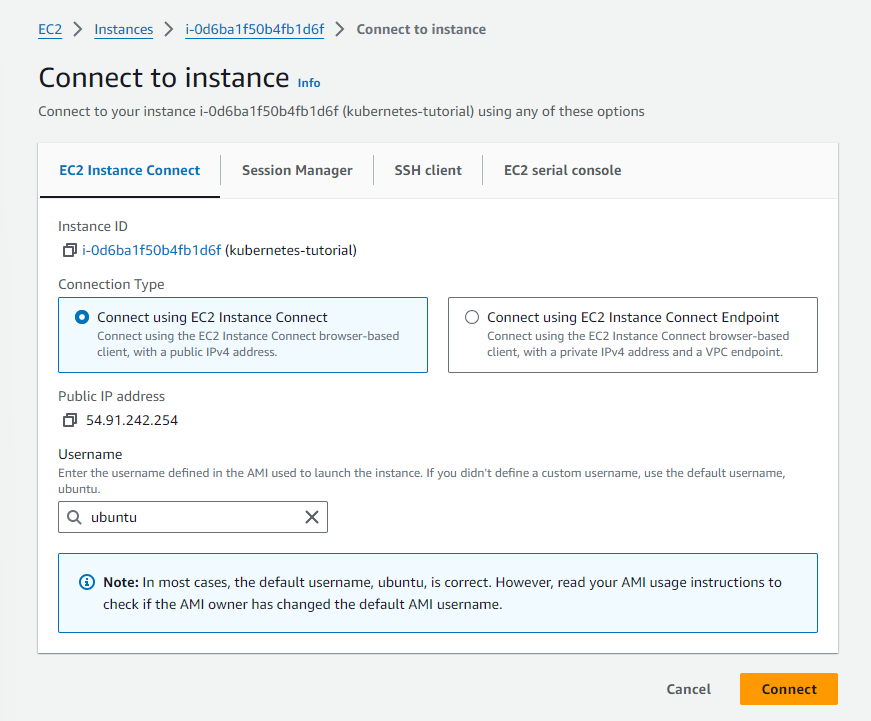 EC2 > Instances > i-0d6ba1f50b4fb1d6f > Connect to instance
Connect to instance Info
Connect to your instance i-0d6ba1f50b4fb1d6f (kubernetes-tutorial) using any of these options
EC2 Instance Connect Session Manager SSH client EC2 serial console
Instance ID
i-0d6ba1f50b4fb1d6f (kubernetes-tutorial)
Connection Type
Connect using EC2 Instance Connect
Connect using the EC2 Instance Connect browser-based
client, with a public IPv4 address.
Connect using EC2 Instance Connect Endpoint
Connect using the EC2 Instance Connect browser-based
client, with a private IPv4 address and a VPC endpoint.
Public IP address
54.91.242.254
Username
Enter the username defined in the AMI used to launch the instance. If you didn't define a custom username, use the default username,
ubuntu.
ubuntu
Note: In most cases, the default username, ubuntu, is correct. However, read your AMI usage instructions to
check if the AMI owner has changed the default AMI username.
Cancel Connect